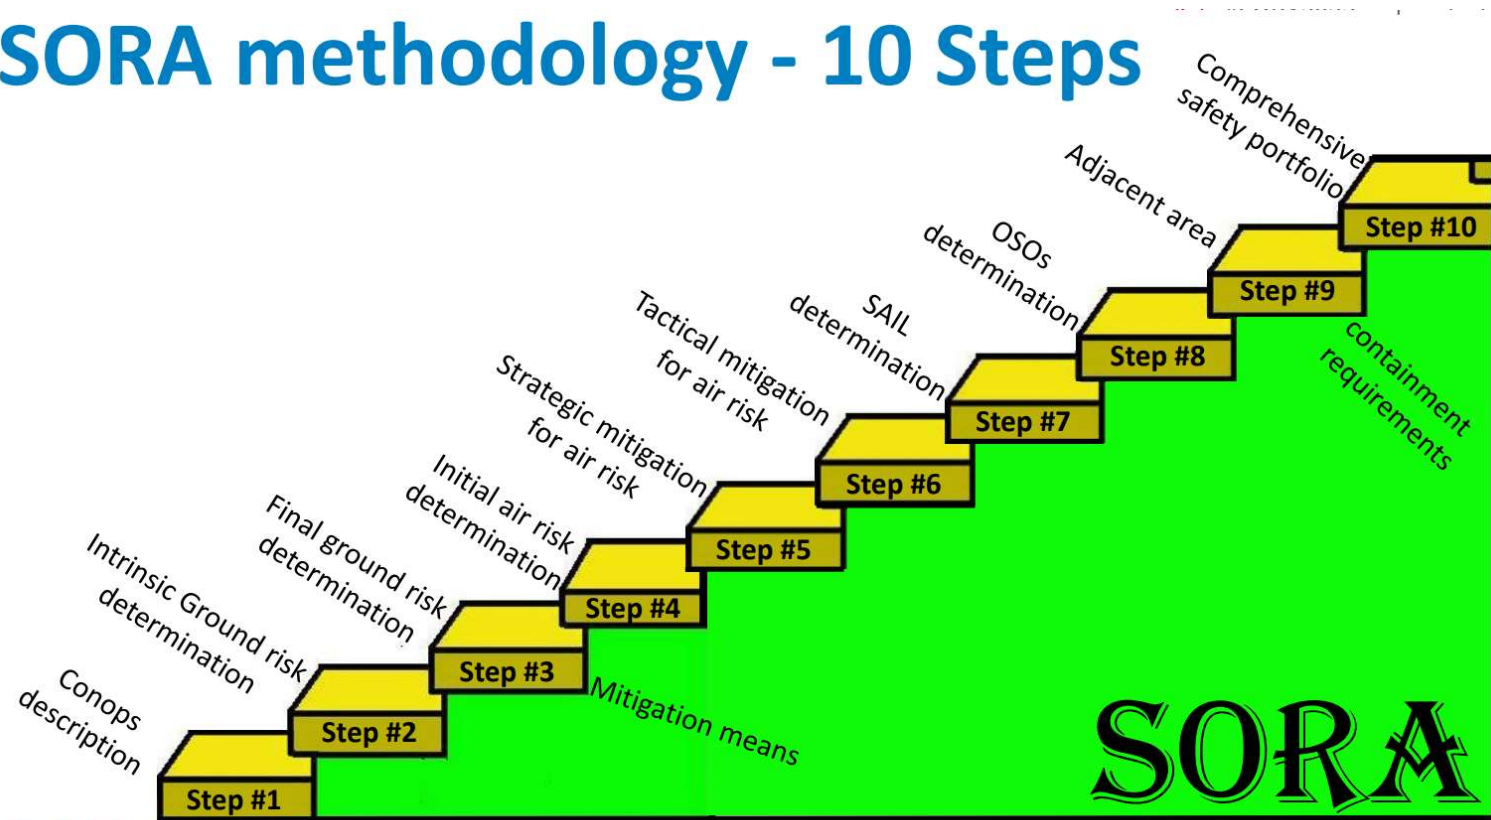 SORA methodology - 10 Steps
Comprehensive
safety portfolio
Step #10
Adjacent area
Step #9
containment
requirements
OSOs
determination
Step #8
SAIL
determination
Step #7
Tactical mitigation
for air risk
Step #6
Strategic mitigation
for air risk
Step #5
Initial air risk
determination
Step #4
Final ground risk
determination
Step #3
Mitigation means
Intrinsic Ground risk
determination
Step #2
Conops
description
Step #1
SORA